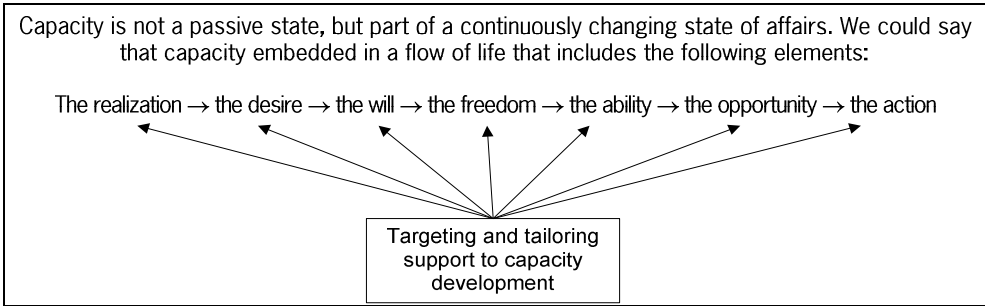 Capacity is not a passive state, but part of a continuously changing state of affairs. We could say
that capacity embedded in a flow of life that includes the following elements:
The realization → the desire → the will → the freedom → the ability → the opportunity → the action
Targeting and tailoring
support to capacity
development